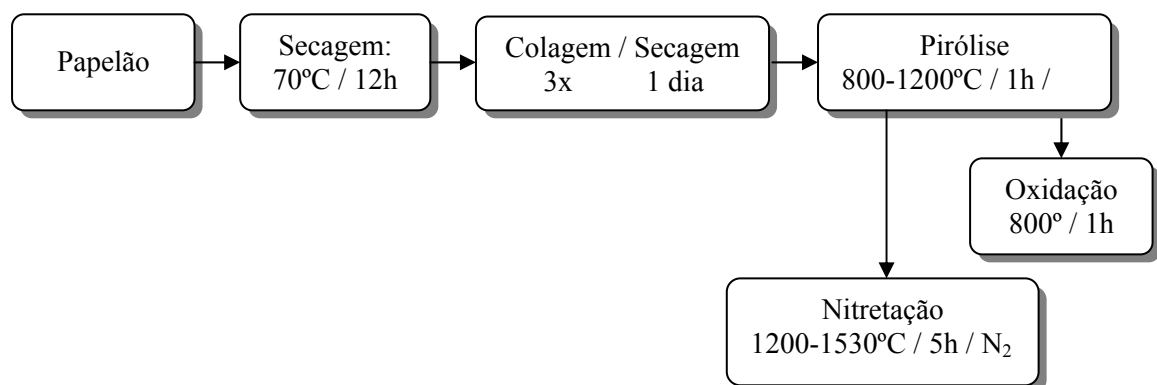 Papelão
Secagem:
70ºC / 12h
Colagem / Secagem
3x 1 dia
Pirólise
800-1200ºC / 1h /
Oxidação
800º / 1h
Nitretação
1200-1530ºC / 5h / N₂